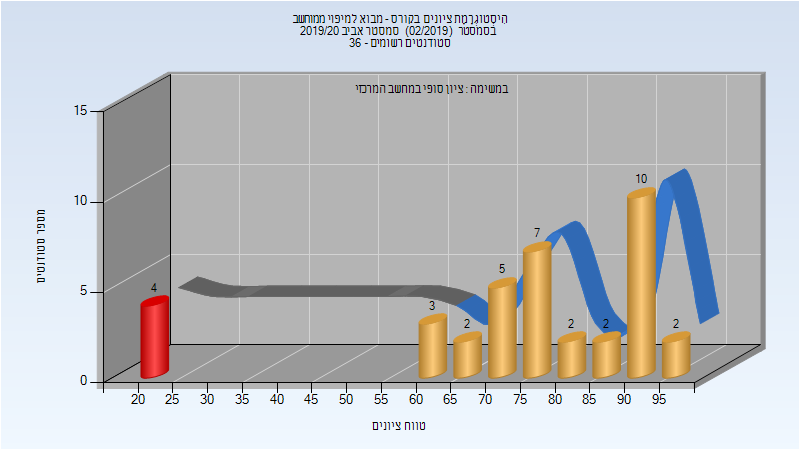 היסטוגרמת ציונים בקורס - מבוא למיפוי ממוחשב
בסמסטר (02/2019) סמסטר אביב 2019/20
סטודנטים רשומים - 36
במשימה : ציון סופי במחשב המרכזי
מספר סטודנטים
15
10
5
0
4
3
2
5
7
2
2
10
2
20 25 30 35 40 45 50 55 60 65 70 75 80 85 90 95
טווח ציונים